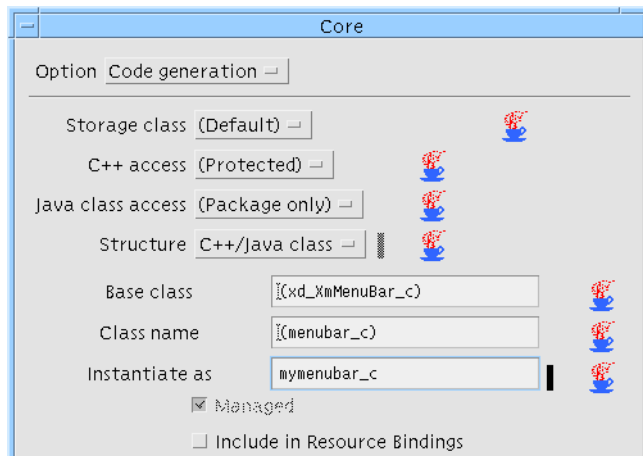 Core
Option Code generation
Storage class (Default)
C++ access (Protected)
Java class access (Package only)
Structure C++/Java class
Base class (xd_XmMenuBar_c)
Class name (menubar_c)
Instantiate as mymenubar_c
Managed
Include in Resource Bindings